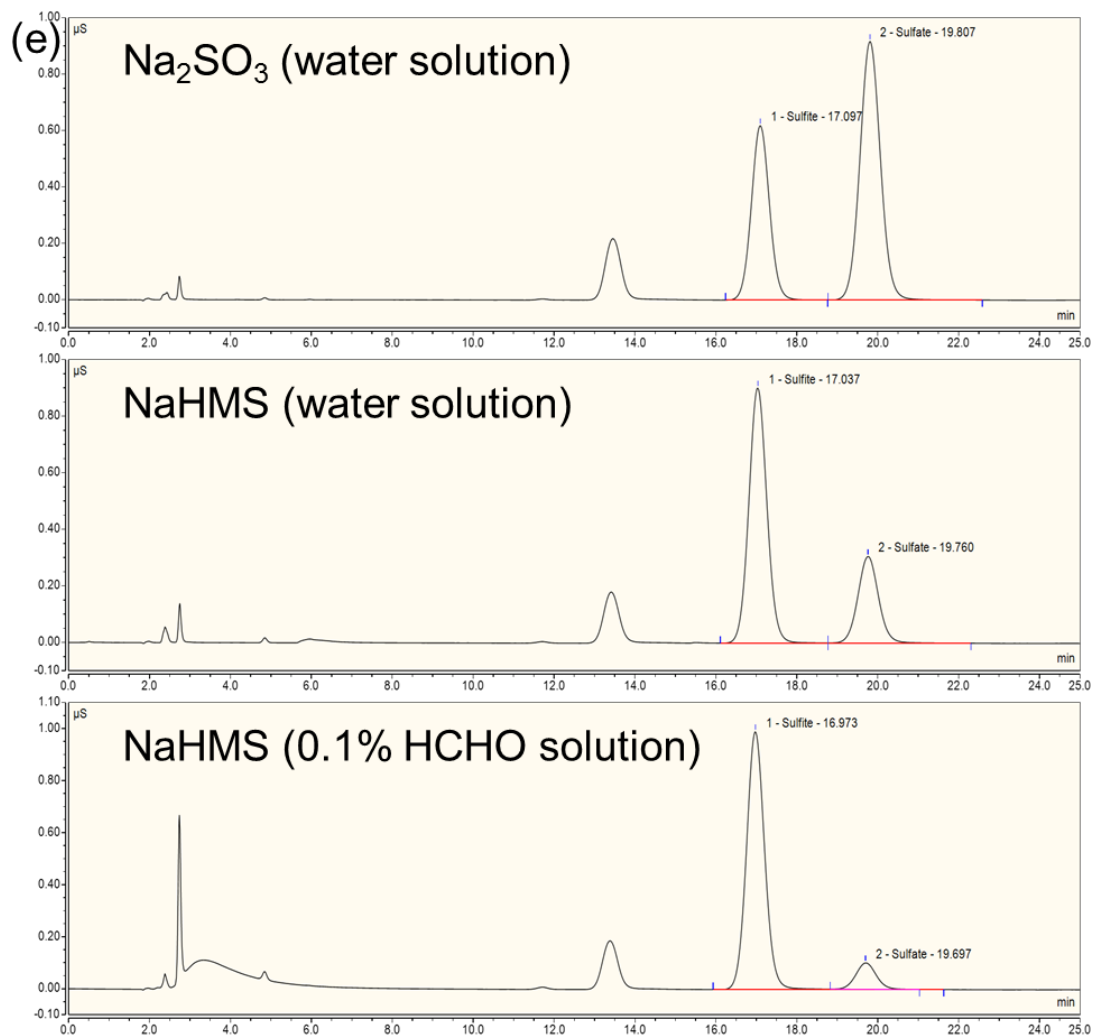 (e)
µS
Na₂SO₃ (water solution)
1 - Sulfite - 17.097
2 - Sulfate - 19.807
1.00
0.80
0.60
0.40
0.20
0.00
-0.10
min
0.0 2.0 4.0 6.0 8.0 10.0 12.0 14.0 16.0 18.0 20.0 22.0 24.0 25.0
µS
NaHMS (water solution)
1 - Sulfite - 17.037
2 - Sulfate - 19.760
1.00
0.80
0.60
0.40
0.20
0.00
-0.10
min
0.0 2.0 4.0 6.0 8.0 10.0 12.0 14.0 16.0 18.0 20.0 22.0 24.0 25.0
µS
NaHMS (0.1% HCHO solution)
1 - Sulfite - 16.973
2 - Sulfate - 19.697
1.10
1.00
0.80
0.60
0.40
0.20
0.00
-0.10
min
0.0 2.0 4.0 6.0 8.0 10.0 12.0 14.0 16.0 18.0 20.0 22.0 24.0 25.0